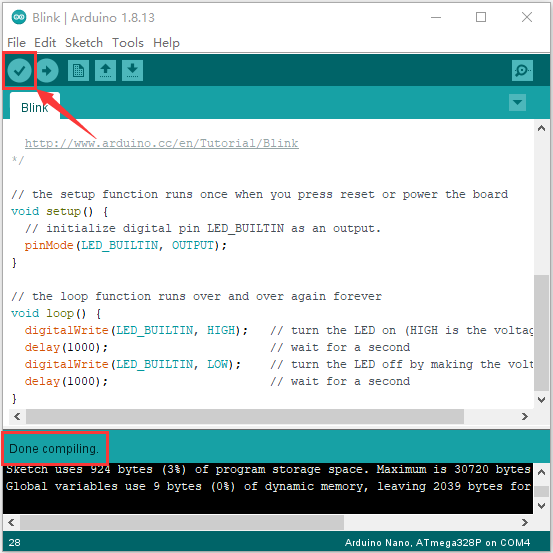 Blink | Arduino 1.8.13
File Edit Sketch Tools Help
Blink
http://www.arduino.cc/en/Tutorial/Blink
*/
// the setup function runs once when you press reset or power the board
void setup() {
// initialize digital pin LED_BUILTIN as an output.
pinMode(LED_BUILTIN, OUTPUT);
}
// the loop function runs over and over again forever
void loop() {
digitalWrite(LED_BUILTIN, HIGH);   // turn the LED on (HIGH is the voltag
delay(1000);                       // wait for a second
digitalWrite(LED_BUILTIN, LOW);    // turn the LED off by making the volt
delay(1000);                       // wait for a second
}
Done compiling.
Sketch uses 924 bytes (3%) of program storage space. Maximum is 30720 bytes
Global variables use 9 bytes (0%) of dynamic memory, leaving 2039 bytes for
28 Arduino Nano, ATmega328P on COM4